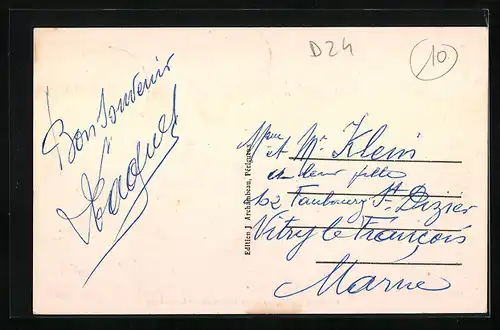 D24
10
Bon Souvenir
Edition J. Archambeau, Périgueux
Mme et Mr Klein
et leur fille
62 Faubourg St Dizier
Vitry le François
Marne